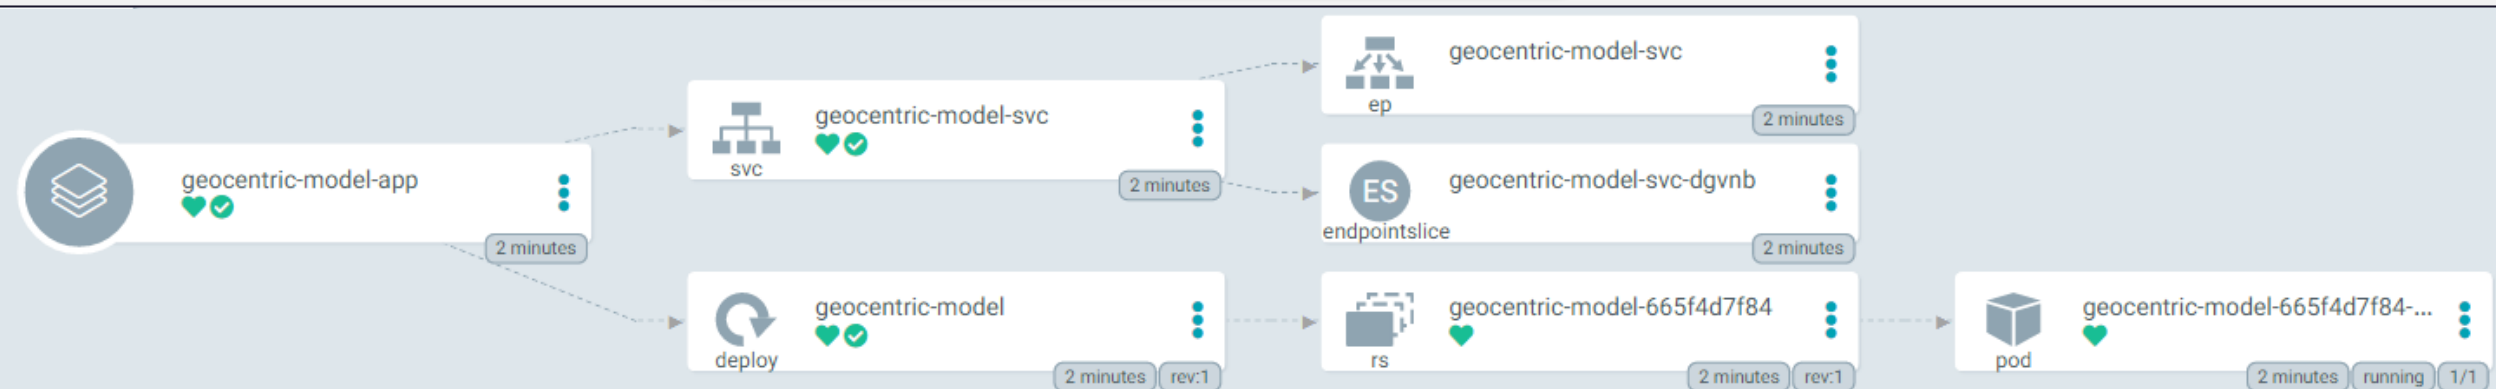 geocentric-model-app
2 minutes
geocentric-model-svc
svc
2 minutes
geocentric-model
deploy
2 minutes
rev:1
geocentric-model-svc
ep
2 minutes
ES
geocentric-model-svc-dgvnb
endpointslice
2 minutes
geocentric-model-665f4d7f84
rs
2 minutes
rev:1
geocentric-model-665f4d7f84-...
pod
2 minutes
running
1/1